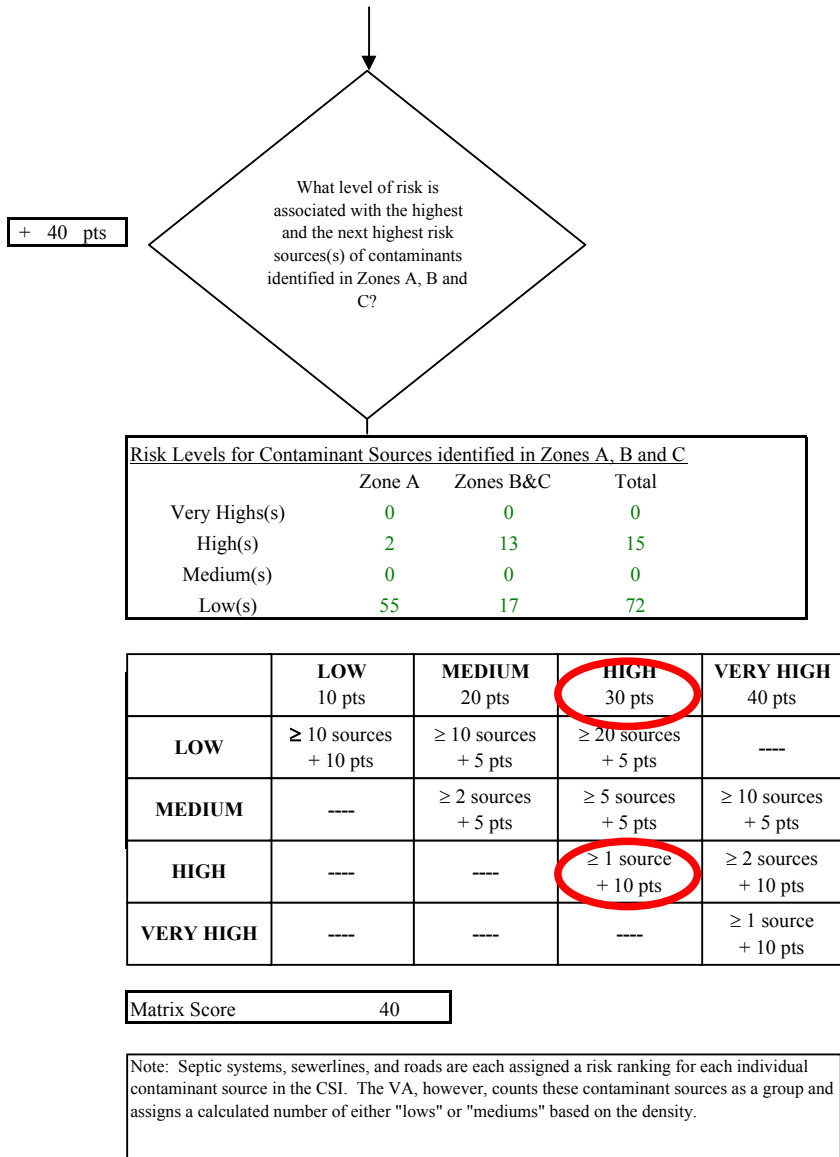 What level of risk is
associated with the highest
and the next highest risk
sources(s) of contaminants
identified in Zones A, B and
C?
+ 40 pts
Risk Levels for Contaminant Sources identified in Zones A, B and C
Zone A Zones B&C Total
Very Highs(s) 0 0 0
High(s) 2 13 15
Medium(s) 0 0 0
Low(s) 55 17 72
LOW MEDIUM HIGH VERY HIGH
10 pts 20 pts 30 pts 40 pts
LOW ≥ 10 sources + 10 pts ≥ 10 sources + 5 pts ≥ 20 sources + 5 pts ----
MEDIUM ---- ≥ 2 sources + 5 pts ≥ 5 sources + 5 pts ≥ 10 sources + 5 pts
HIGH ---- ---- ≥ 1 source + 10 pts ≥ 2 sources + 10 pts
VERY HIGH ---- ---- ---- ≥ 1 source + 10 pts
Matrix Score 40
Note: Septic systems, sewerlines, and roads are each assigned a risk ranking for each individual
contaminant source in the CSI. The VA, however, counts these contaminant sources as a group and
assigns a calculated number of either "lows" or "mediums" based on the density.